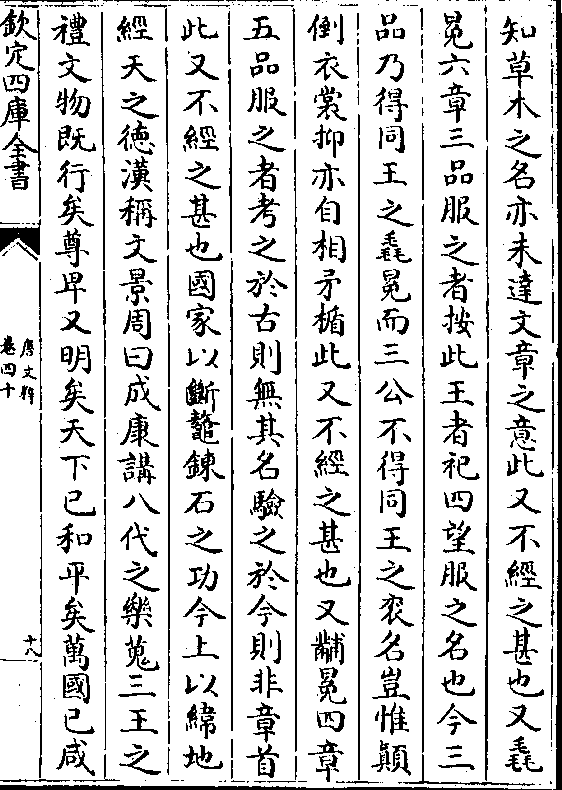 知草木之名亦未達文章之意此又不經之甚也又毳
冕六章三品服之者按此王者祀四望服之名也今三
品乃得同王之毳冕而三公不得同王之衮名豈惟顛
倒衣裳抑亦自相矛楯此又不經之甚也又黼冕四章
五品服之者考之於古則無其名驗之於今則非章首
此又不經之甚也國家以斷鼇鍊石之功今上以緯地
經天之徳漢稱文景周曰成康講八代之樂蒐三王之
禮文物既行矣尊卑又明矣天下已和平矣萬國已咸
欽定四庫全書
唐文粹
卷四十
十八